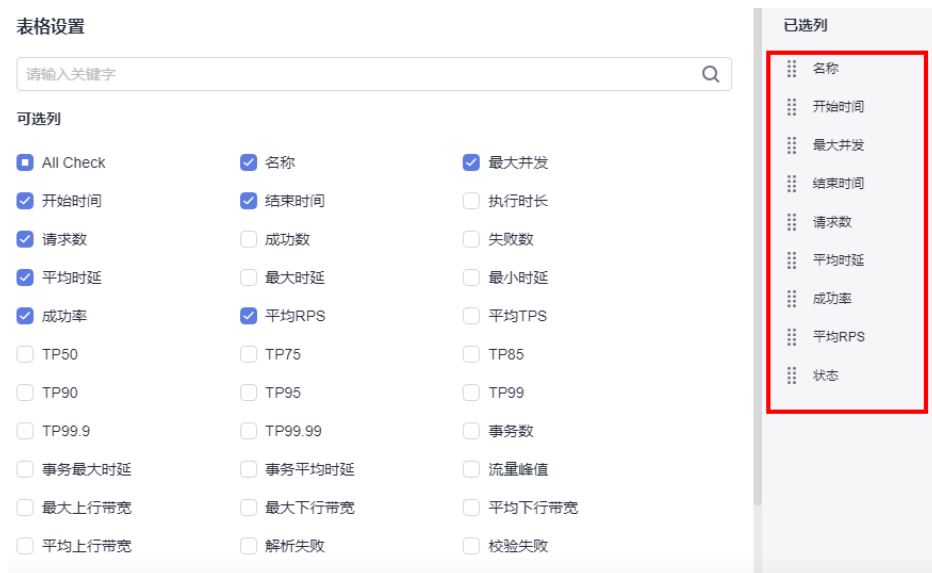 表格设置
请输入关键字
可选列
All Check 名称 最大并发
开始时间 结束时间 执行时长
请求数 成功数 失败数
平均时延 最大时延 最小时延
成功率 平均RPS 平均TPS
TP50 TP75 TP85
TP90 TP95 TP99
TP99.9 TP99.99 事务数
事务最大时延 事务平均时延 流量峰值
最大上行带宽 最大下行带宽 平均下行带宽
平均上行带宽 解析失败 校验失败
已选列
名称
开始时间
最大并发
结束时间
请求数
平均时延
成功率
平均RPS
状态